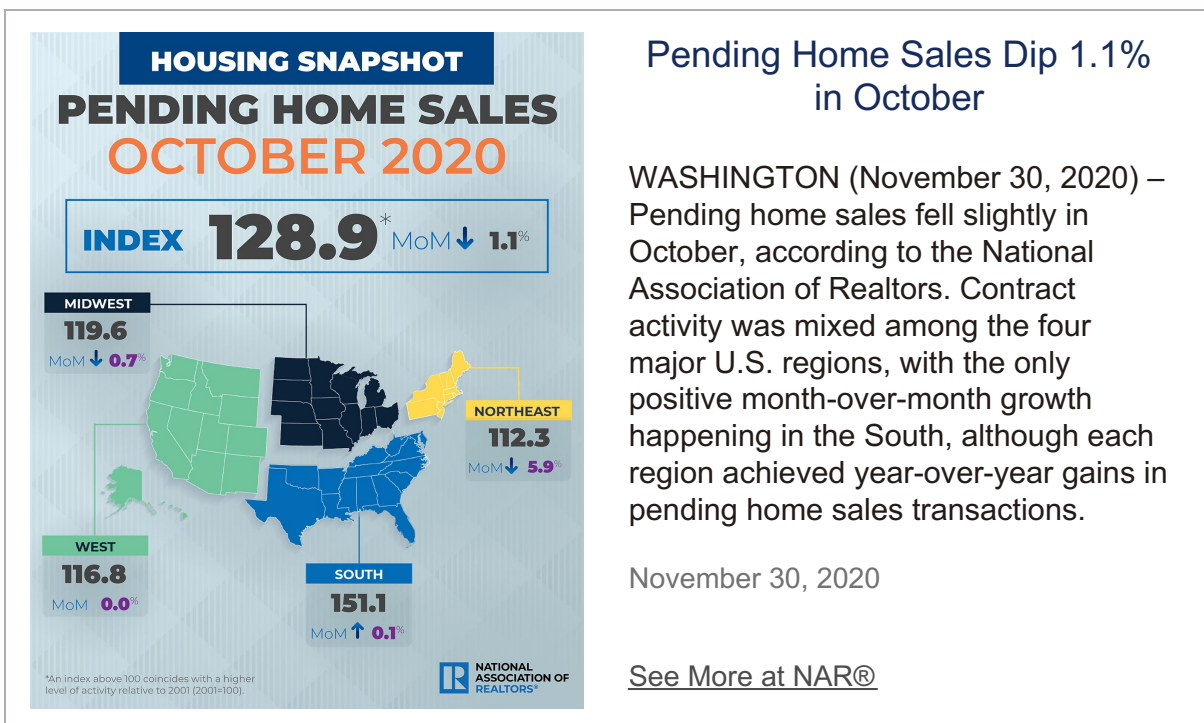 HOUSING SNAPSHOT
PENDING HOME SALES
OCTOBER 2020
INDEX 128.9* MoM ↓ 1.1%
MIDWEST
119.6
MoM ↓ 0.7%
NORTHEAST
112.3
MoM ↓ 5.9%
WEST
116.8
MoM 0.0%
SOUTH
151.1
MoM ↑ 0.1%
*An index above 100 coincides with a higher
level of activity relative to 2001 (2001=100).
NATIONAL
ASSOCIATION OF
REALTORS®
Pending Home Sales Dip 1.1%
in October
WASHINGTON (November 30, 2020) –
Pending home sales fell slightly in
October, according to the National
Association of Realtors. Contract
activity was mixed among the four
major U.S. regions, with the only
positive month-over-month growth
happening in the South, although each
region achieved year-over-year gains in
pending home sales transactions.
November 30, 2020
See More at NAR®